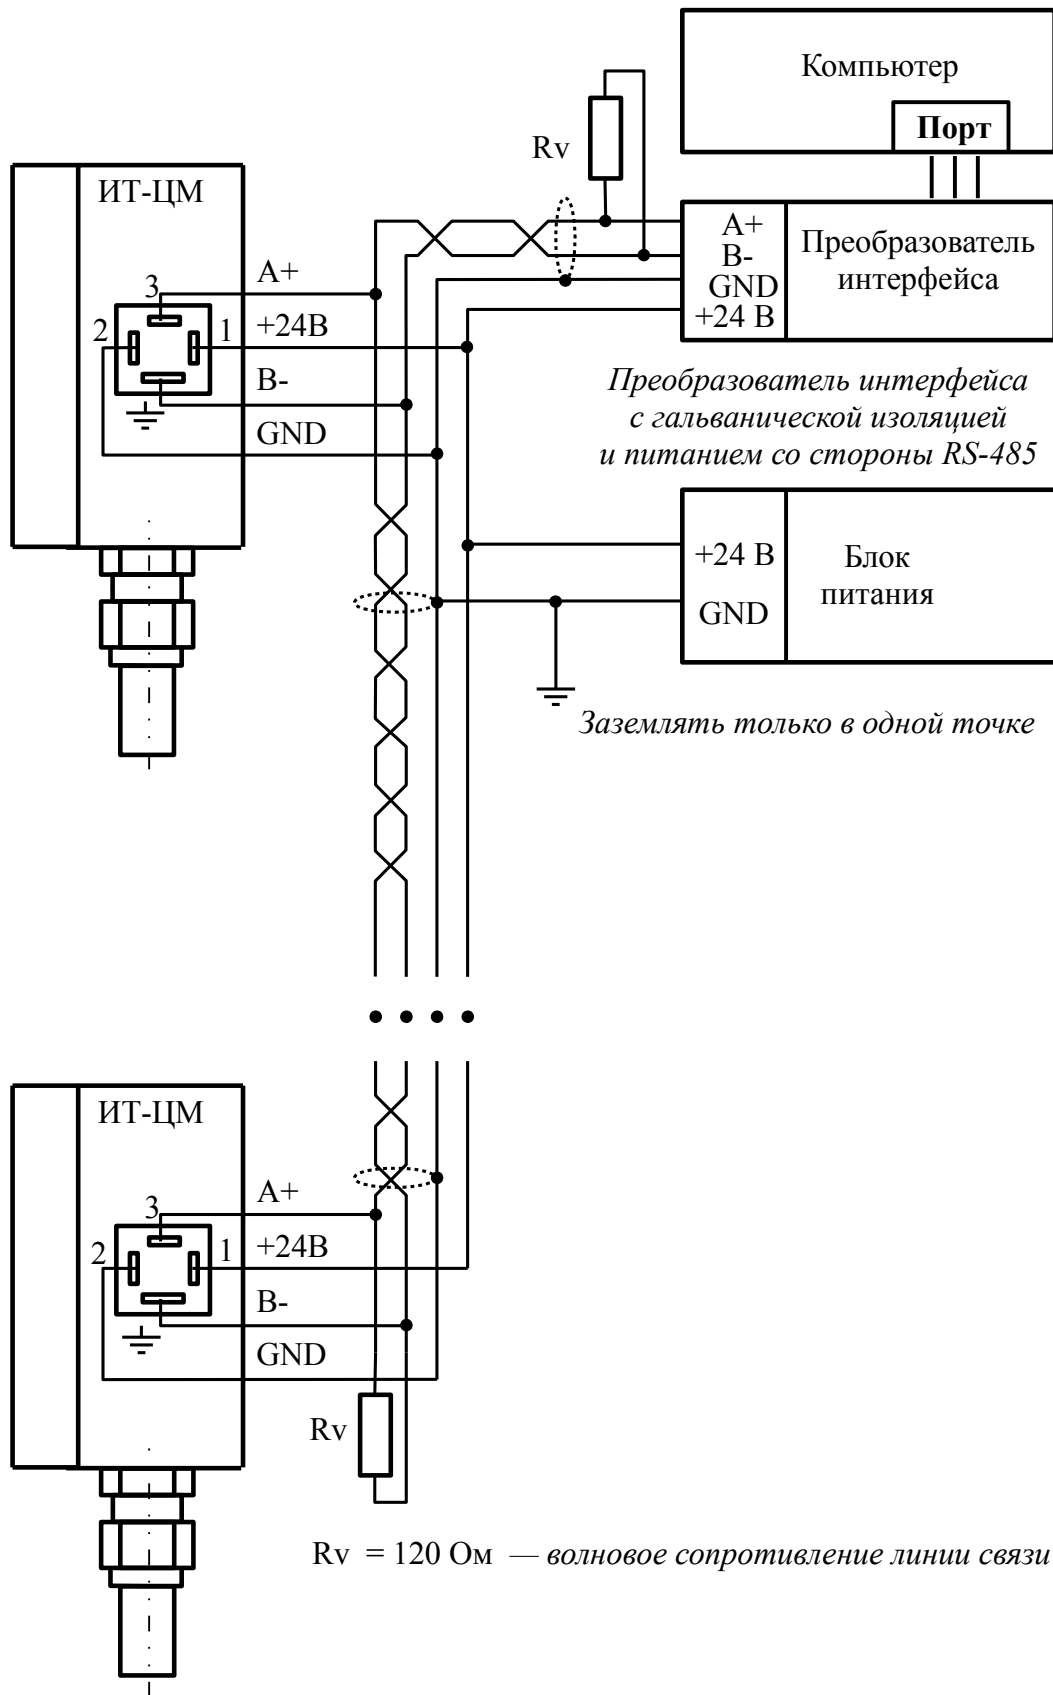 Компьютер
Порт
Rv
ИТ-ЦМ
A+
B-
GND
+24 В
Преобразователь
интерфейса
3
A+
2
1
+24В
B-
GND
Преобразователь интерфейса
с гальванической изоляцией
и питанием со стороны RS-485
+24 В
GND
Блок
питания
Заземлять только в одной точке
ИТ-ЦМ
3
A+
2
1
+24В
B-
GND
Rv
Rv = 120 Ом — волновое сопротивление линии связи